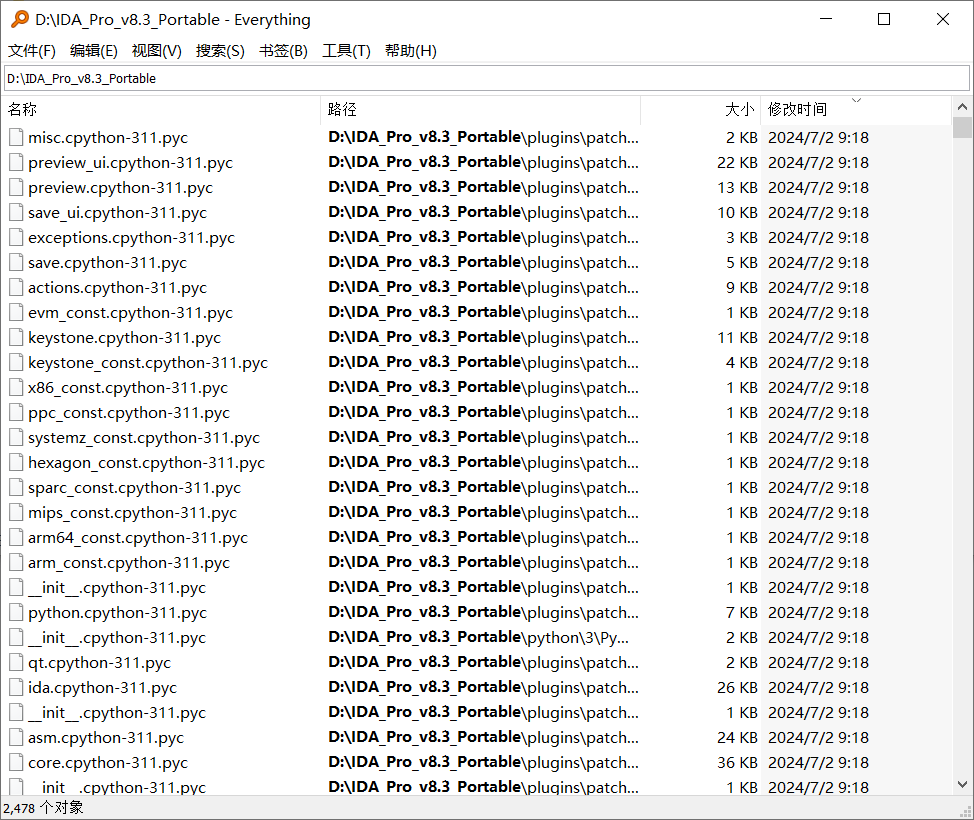 D:\IDA_Pro_v8.3_Portable - Everything
文件(F) 编辑(E) 视图(V) 搜索(S) 书签(B) 工具(T) 帮助(H)
D:\IDA_Pro_v8.3_Portable
名称 路径 大小 修改时间
misc.cpython-311.pyc D:\IDA_Pro_v8.3_Portable\plugins\patch... 2 KB 2024/7/2 9:18
preview_ui.cpython-311.pyc D:\IDA_Pro_v8.3_Portable\plugins\patch... 22 KB 2024/7/2 9:18
preview.cpython-311.pyc D:\IDA_Pro_v8.3_Portable\plugins\patch... 13 KB 2024/7/2 9:18
save_ui.cpython-311.pyc D:\IDA_Pro_v8.3_Portable\plugins\patch... 10 KB 2024/7/2 9:18
exceptions.cpython-311.pyc D:\IDA_Pro_v8.3_Portable\plugins\patch... 3 KB 2024/7/2 9:18
save.cpython-311.pyc D:\IDA_Pro_v8.3_Portable\plugins\patch... 5 KB 2024/7/2 9:18
actions.cpython-311.pyc D:\IDA_Pro_v8.3_Portable\plugins\patch... 9 KB 2024/7/2 9:18
evm_const.cpython-311.pyc D:\IDA_Pro_v8.3_Portable\plugins\patch... 1 KB 2024/7/2 9:18
keystone.cpython-311.pyc D:\IDA_Pro_v8.3_Portable\plugins\patch... 11 KB 2024/7/2 9:18
keystone_const.cpython-311.pyc D:\IDA_Pro_v8.3_Portable\plugins\patch... 4 KB 2024/7/2 9:18
x86_const.cpython-311.pyc D:\IDA_Pro_v8.3_Portable\plugins\patch... 1 KB 2024/7/2 9:18
ppc_const.cpython-311.pyc D:\IDA_Pro_v8.3_Portable\plugins\patch... 1 KB 2024/7/2 9:18
systemz_const.cpython-311.pyc D:\IDA_Pro_v8.3_Portable\plugins\patch... 1 KB 2024/7/2 9:18
hexagon_const.cpython-311.pyc D:\IDA_Pro_v8.3_Portable\plugins\patch... 1 KB 2024/7/2 9:18
sparc_const.cpython-311.pyc D:\IDA_Pro_v8.3_Portable\plugins\patch... 1 KB 2024/7/2 9:18
mips_const.cpython-311.pyc D:\IDA_Pro_v8.3_Portable\plugins\patch... 1 KB 2024/7/2 9:18
arm64_const.cpython-311.pyc D:\IDA_Pro_v8.3_Portable\plugins\patch... 1 KB 2024/7/2 9:18
arm_const.cpython-311.pyc D:\IDA_Pro_v8.3_Portable\plugins\patch... 1 KB 2024/7/2 9:18
__init__.cpython-311.pyc D:\IDA_Pro_v8.3_Portable\plugins\patch... 1 KB 2024/7/2 9:18
python.cpython-311.pyc D:\IDA_Pro_v8.3_Portable\plugins\patch... 7 KB 2024/7/2 9:18
__init__.cpython-311.pyc D:\IDA_Pro_v8.3_Portable\python\3\Py... 2 KB 2024/7/2 9:18
qt.cpython-311.pyc D:\IDA_Pro_v8.3_Portable\plugins\patch... 2 KB 2024/7/2 9:18
ida.cpython-311.pyc D:\IDA_Pro_v8.3_Portable\plugins\patch... 26 KB 2024/7/2 9:18
__init__.cpython-311.pyc D:\IDA_Pro_v8.3_Portable\plugins\patch... 1 KB 2024/7/2 9:18
asm.cpython-311.pyc D:\IDA_Pro_v8.3_Portable\plugins\patch... 24 KB 2024/7/2 9:18
core.cpython-311.pyc D:\IDA_Pro_v8.3_Portable\plugins\patch... 36 KB 2024/7/2 9:18
__init__.cpython-311.pyc D:\IDA_Pro_v8.3_Portable\plugins\patch... 1 KB 2024/7/2 9:18
2,478 个对象